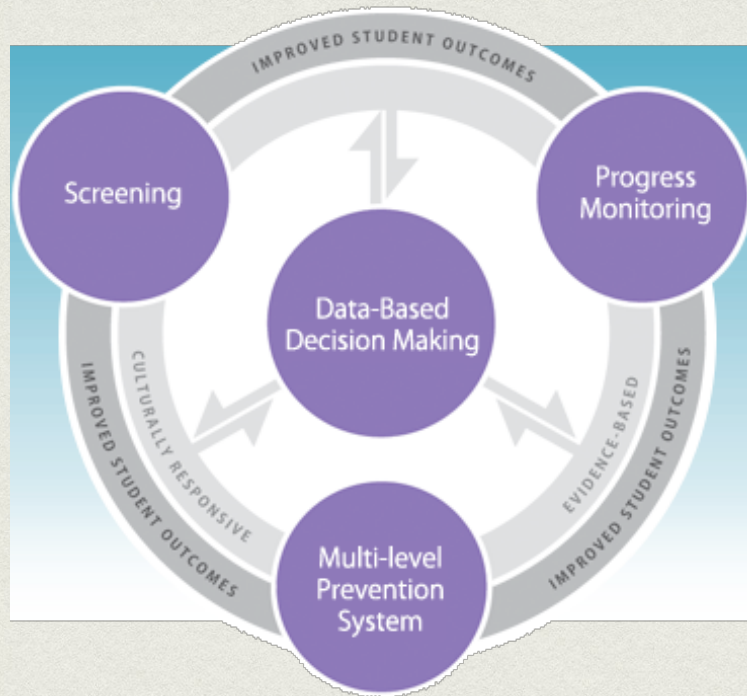 IMPROVED STUDENT OUTCOMES
Screening
Progress
Monitoring
Data-Based
Decision Making
CULTURALLY RESPONSIVE
EVIDENCE-BASED
IMPROVED STUDENT OUTCOMES
IMPROVED STUDENT OUTCOMES
Multi-level
Prevention
System